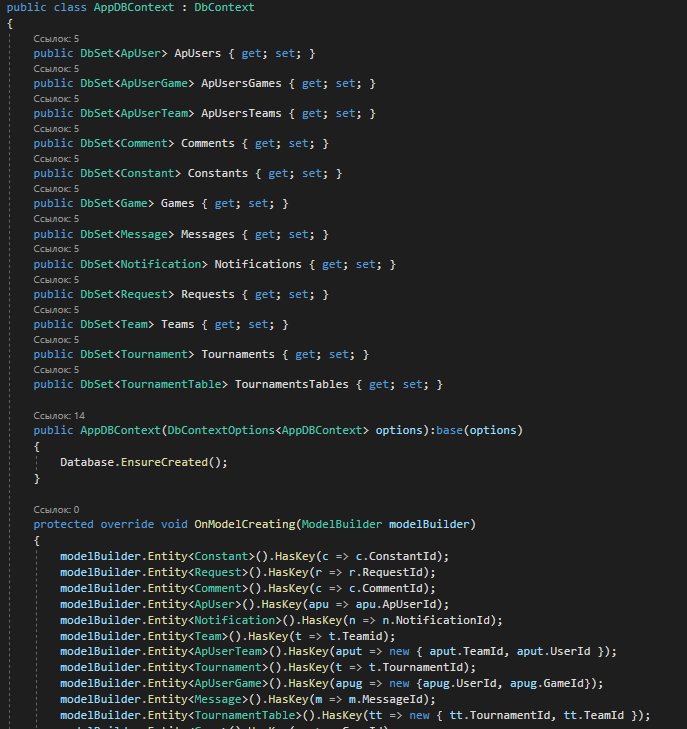 public class AppDBContext : DbContext
{
Ссылок: 5
public DbSet<ApUser> ApUsers { get; set; }
Ссылок: 5
public DbSet<ApUserGame> ApUsersGames { get; set; }
Ссылок: 5
public DbSet<ApUserTeam> ApUsersTeams { get; set; }
Ссылок: 5
public DbSet<Comment> Comments { get; set; }
Ссылок: 5
public DbSet<Constant> Constants { get; set; }
Ссылок: 5
public DbSet<Game> Games { get; set; }
Ссылок: 5
public DbSet<Message> Messages { get; set; }
Ссылок: 5
public DbSet<Notification> Notifications { get; set; }
Ссылок: 5
public DbSet<Request> Requests { get; set; }
Ссылок: 5
public DbSet<Team> Teams { get; set; }
Ссылок: 5
public DbSet<Tournament> Tournaments { get; set; }
Ссылок: 5
public DbSet<TournamentTable> TournamentsTables { get; set; }
Ссылок: 14
public AppDBContext(DbContextOptions<AppDBContext> options):base(options)
{
Database.EnsureCreated();
}
Ссылок: 0
protected override void OnModelCreating(ModelBuilder modelBuilder)
{
modelBuilder.Entity<Constant>().HasKey(c => c.ConstantId);
modelBuilder.Entity<Request>().HasKey(r => r.RequestId);
modelBuilder.Entity<Comment>().HasKey(c => c.CommentId);
modelBuilder.Entity<ApUser>().HasKey(apu => apu.ApUserId);
modelBuilder.Entity<Notification>().HasKey(n => n.NotificationId);
modelBuilder.Entity<Team>().HasKey(t => t.Teamid);
modelBuilder.Entity<ApUserTeam>().HasKey(aput => new { aput.TeamId, aput.UserId });
modelBuilder.Entity<Tournament>().HasKey(t => t.TournamentId);
modelBuilder.Entity<ApUserGame>().HasKey(apug => new {apug.UserId, apug.GameId});
modelBuilder.Entity<Message>().HasKey(m => m.MessageId);
modelBuilder.Entity<TournamentTable>().HasKey(tt => new { tt.TournamentId, tt.TeamId });